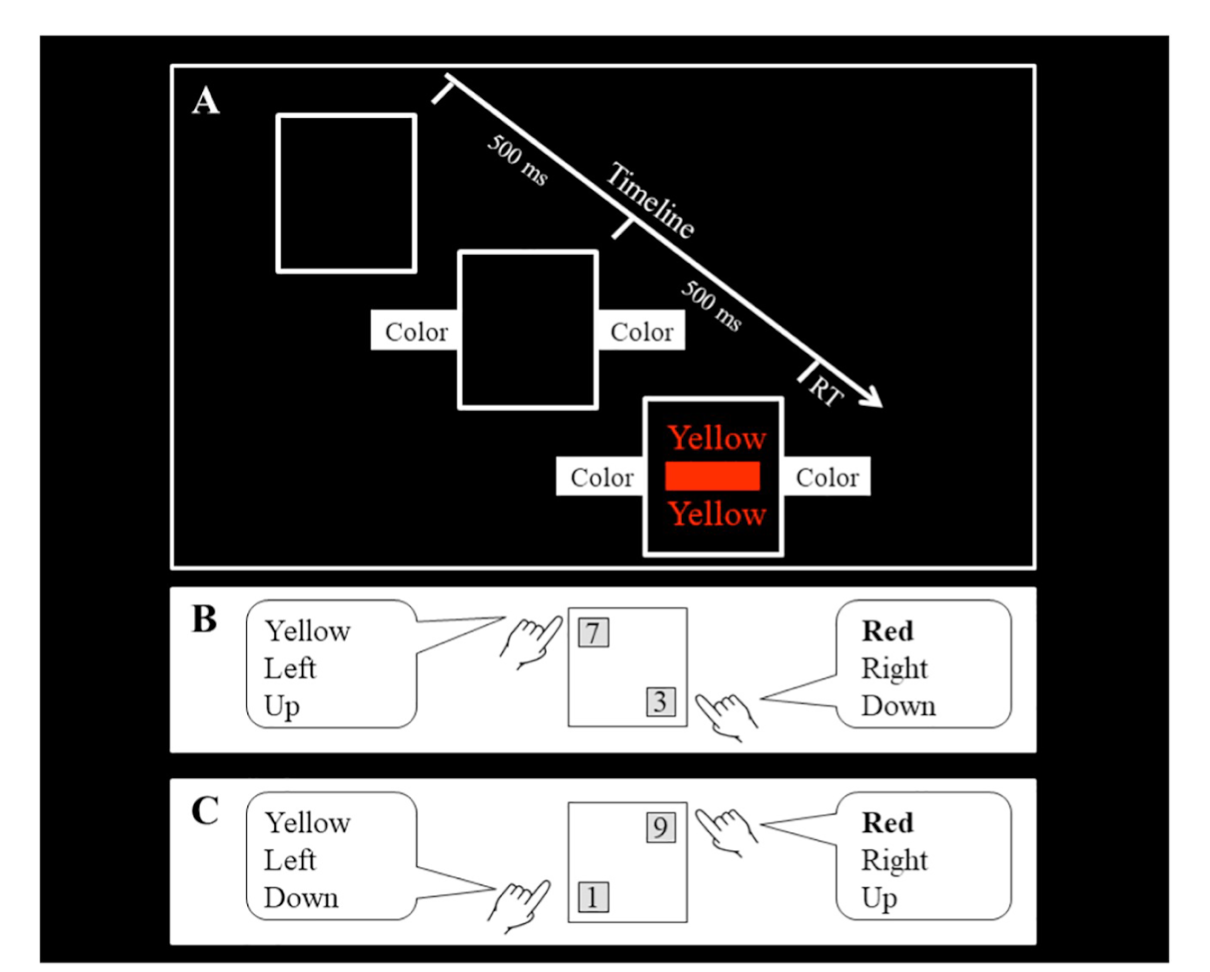 A
500 ms
Timeline
500 ms
RT
Color
Color
Yellow
Color
Color
Yellow
B
Yellow
Left
Up
7
3
Red
Right
Down
C
Yellow
Left
Down
9
1
Red
Right
Up